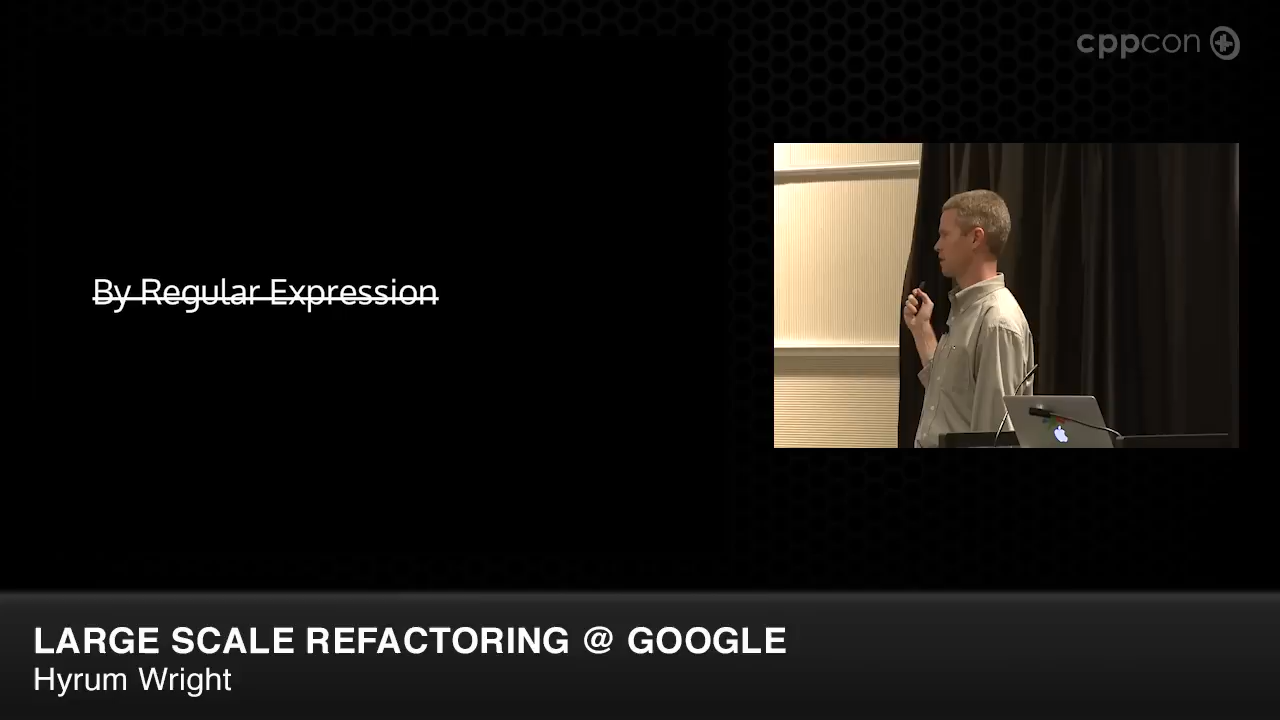 cppcon
By Regular Expression
LARGE SCALE REFACTORING @ GOOGLE
Hyrum Wright